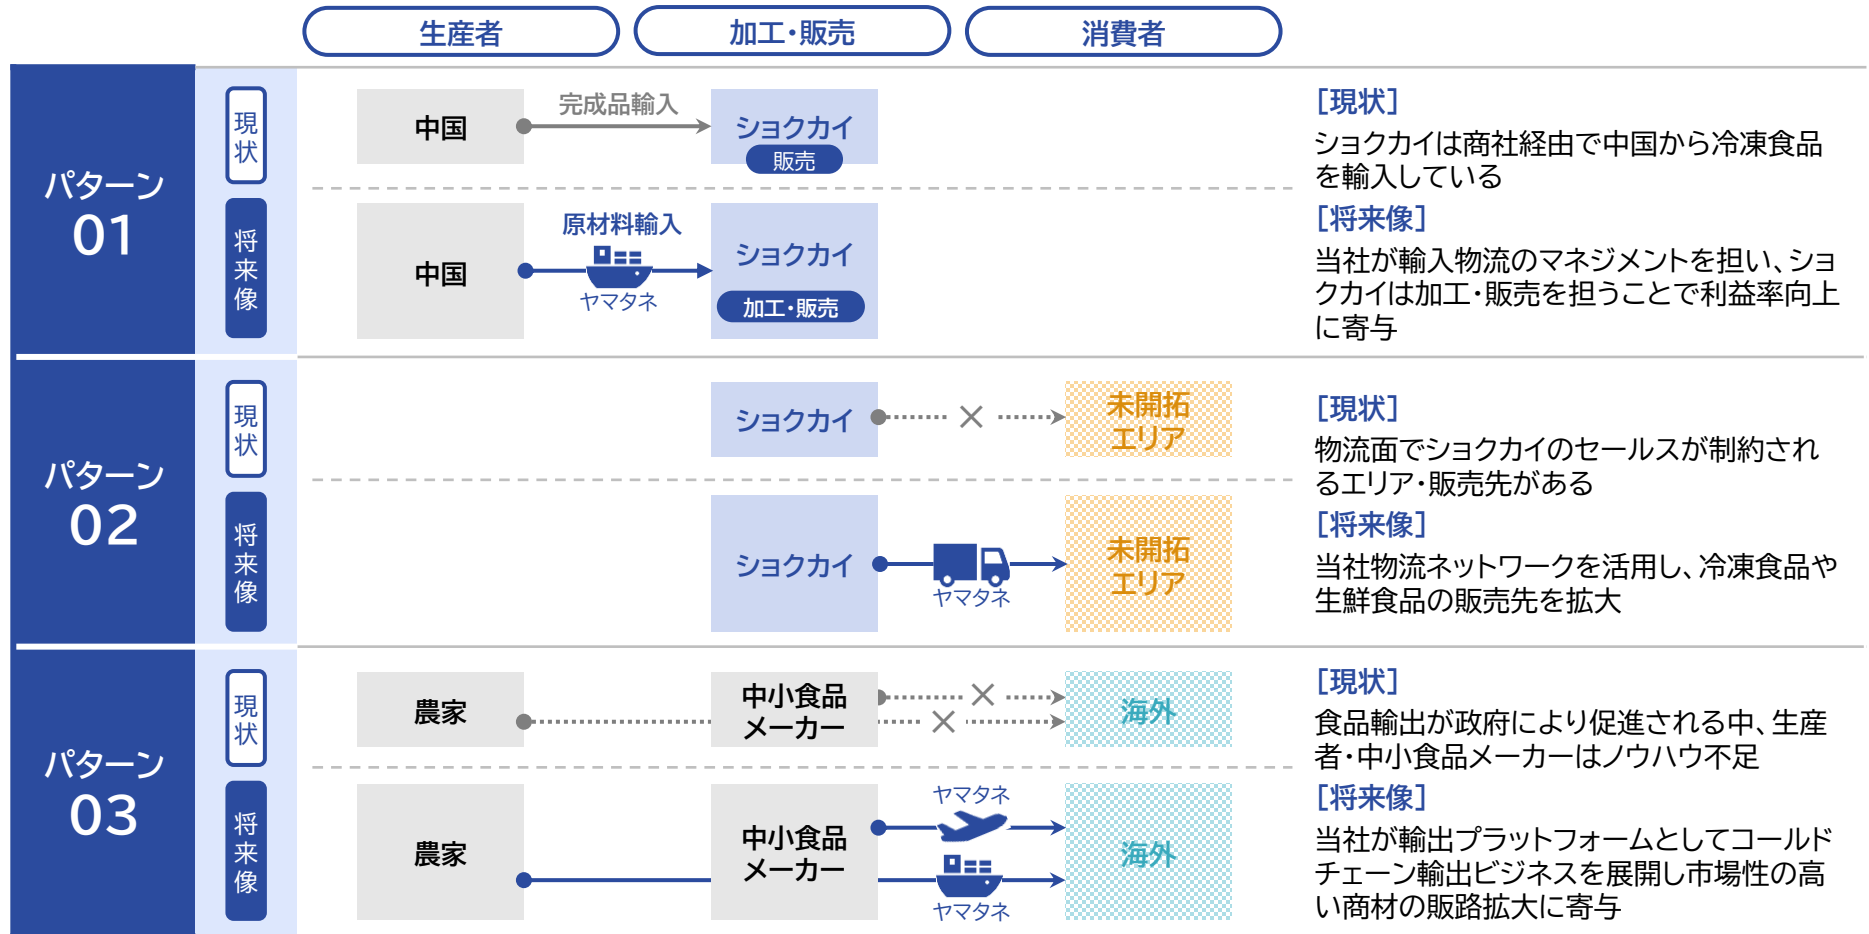 生産者
加工・販売
消費者
パターン
01
現状
中国
完成品輸入
ショクカイ
販売
将来像
中国
原材料輸入
ヤマタネ
ショクカイ
加工・販売
［現状］
ショクカイは商社経由で中国から冷凍食品
を輸入している
［将来像］
当社が輸入物流のマネジメントを担い、ショ
クカイは加工・販売を担うことで利益率向上
に寄与
パターン
02
現状
ショクカイ
未開拓
エリア
将来像
ショクカイ
ヤマタネ
未開拓
エリア
［現状］
物流面でショクカイのセールスが制約され
るエリア・販売先がある
［将来像］
当社物流ネットワークを活用し、冷凍食品や
生鮮食品の販売先を拡大
パターン
03
現状
農家
中小食品
メーカー
海外
将来像
農家
中小食品
メーカー
ヤマタネ
ヤマタネ
海外
［現状］
食品輸出が政府により促進される中、生産
者・中小食品メーカーはノウハウ不足
［将来像］
当社が輸出プラットフォームとしてコールド
チェーン輸出ビジネスを展開し市場性の高
い商材の販路拡大に寄与